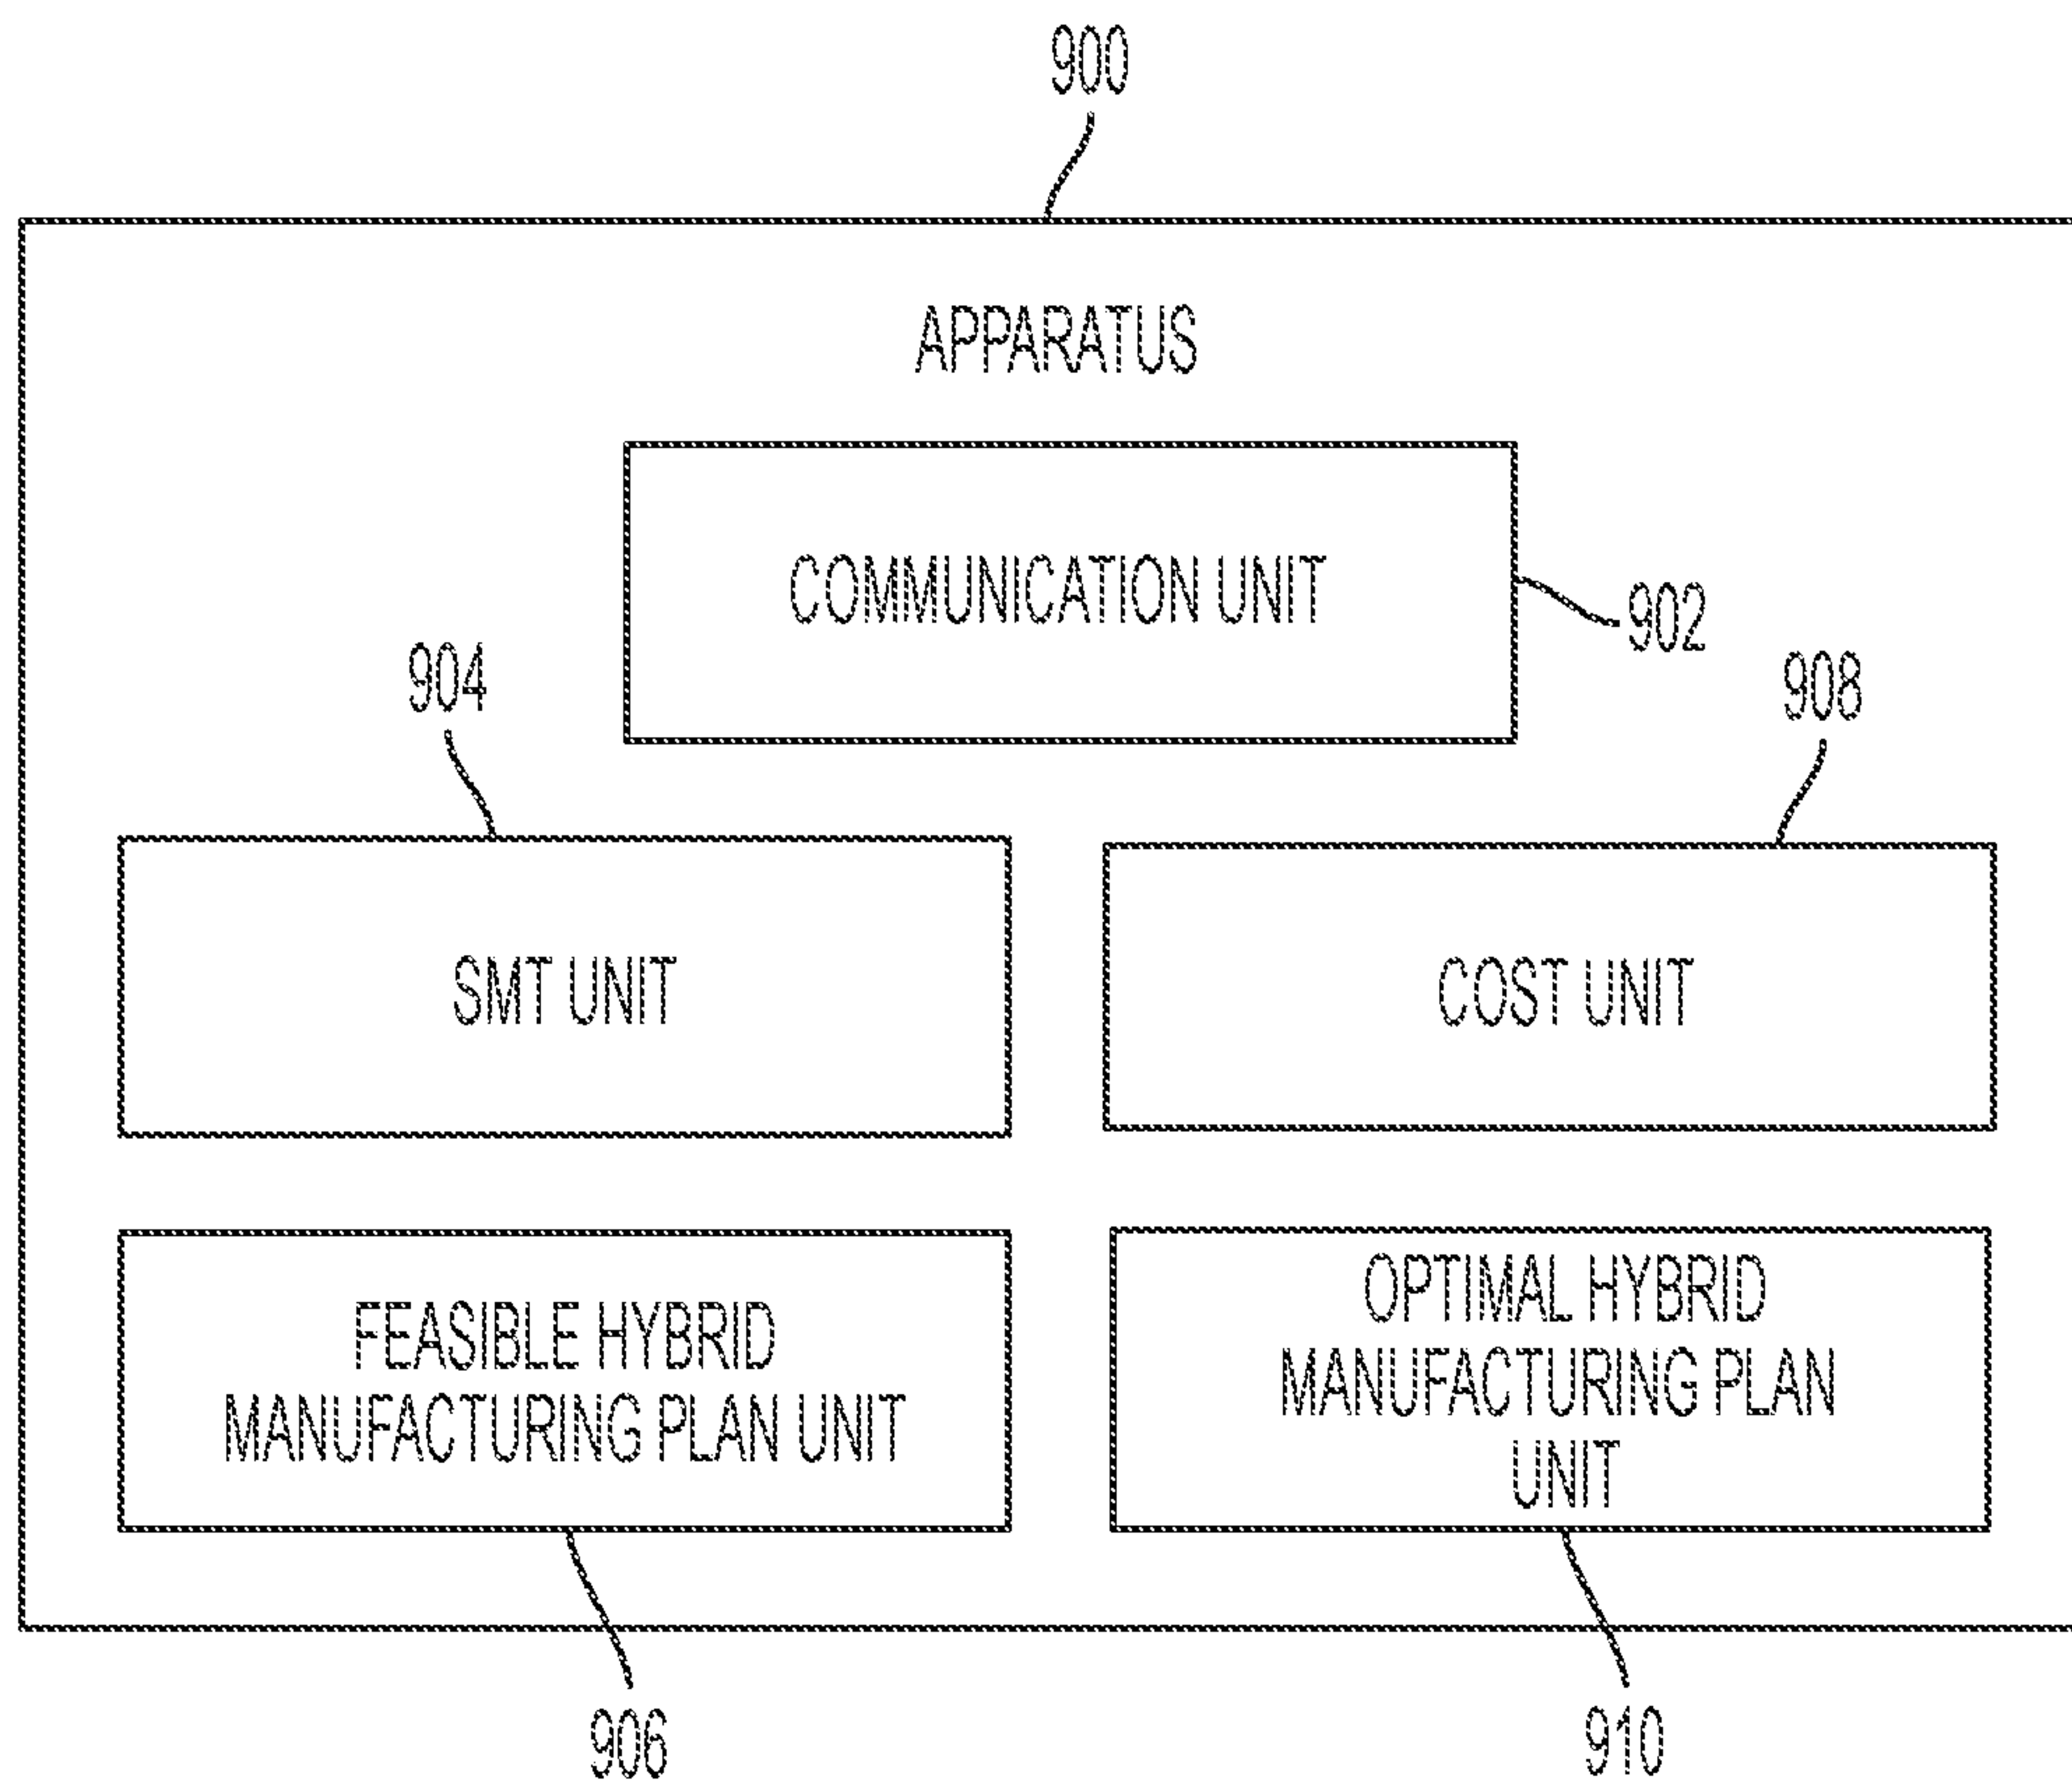 900
APPARATUS
COMMUNICATION UNIT
902
904
908
SMT UNIT
COST UNIT
FEASIBLE HYBRID
MANUFACTURING PLAN UNIT
OPTIMAL HYBRID
MANUFACTURING PLAN
UNIT
906
910